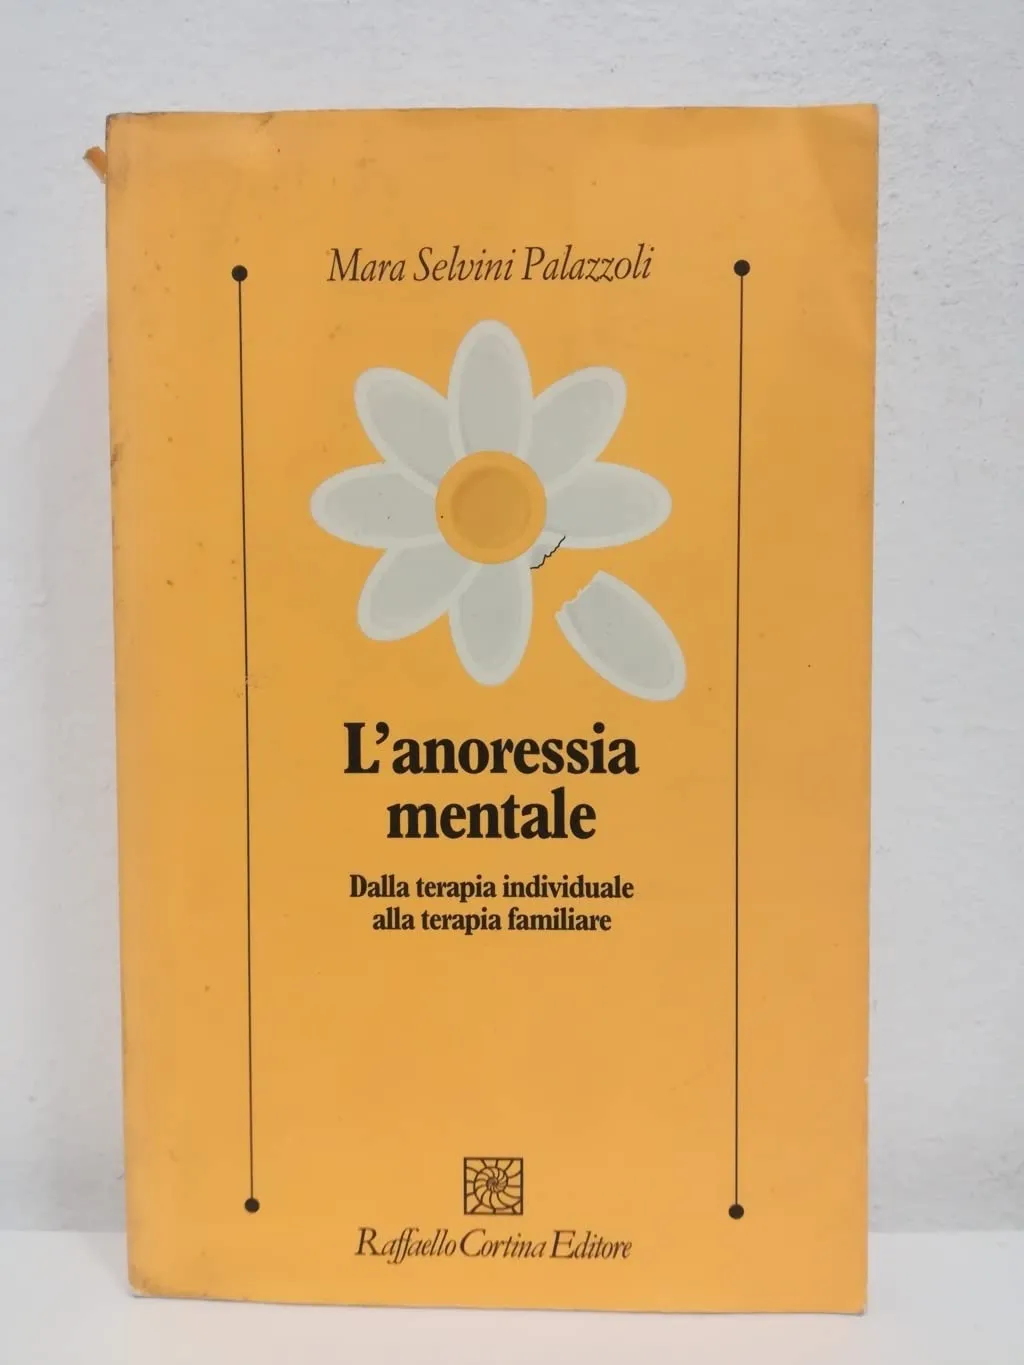 Mara Selvini Palazzoli
L'anoressia
mentale
Dalla terapia individuale
alla terapia familiare
Raffaello Cortina Editore